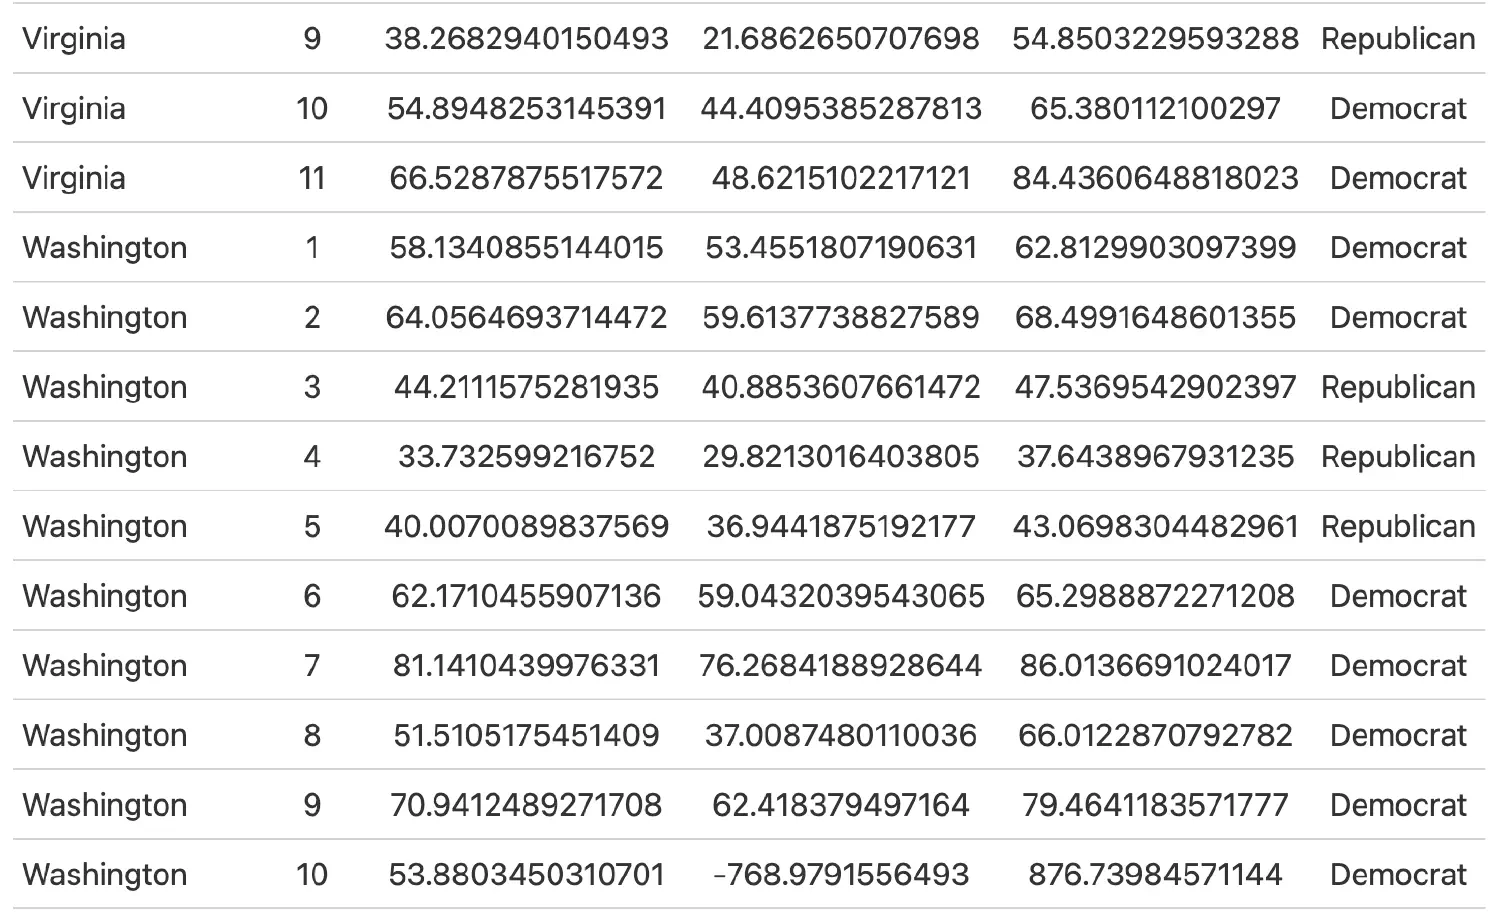 Virginia 9 38.2682940150493 21.6862650707698 54.8503229593288 Republican
Virginia 10 54.8948253145391 44.4095385287813 65.380112100297 Democrat
Virginia 11 66.5287875517572 48.6215102217121 84.4360648818023 Democrat
Washington 1 58.1340855144015 53.4551807190631 62.8129903097399 Democrat
Washington 2 64.0564693714472 59.6137738827589 68.4991648601355 Democrat
Washington 3 44.2111575281935 40.8853607661472 47.5369542902397 Republican
Washington 4 33.732599216752 29.8213016403805 37.6438967931235 Republican
Washington 5 40.0070089837569 36.9441875192177 43.0698304482961 Republican
Washington 6 62.1710455907136 59.0432039543065 65.2988872271208 Democrat
Washington 7 81.1410439976331 76.2684188928644 86.0136691024017 Democrat
Washington 8 51.5105175451409 37.0087480110036 66.0122870792782 Democrat
Washington 9 70.9412489271708 62.418379497164 79.4641183571777 Democrat
Washington 10 53.8803450310701 -768.9791556493 876.73984571144 Democrat